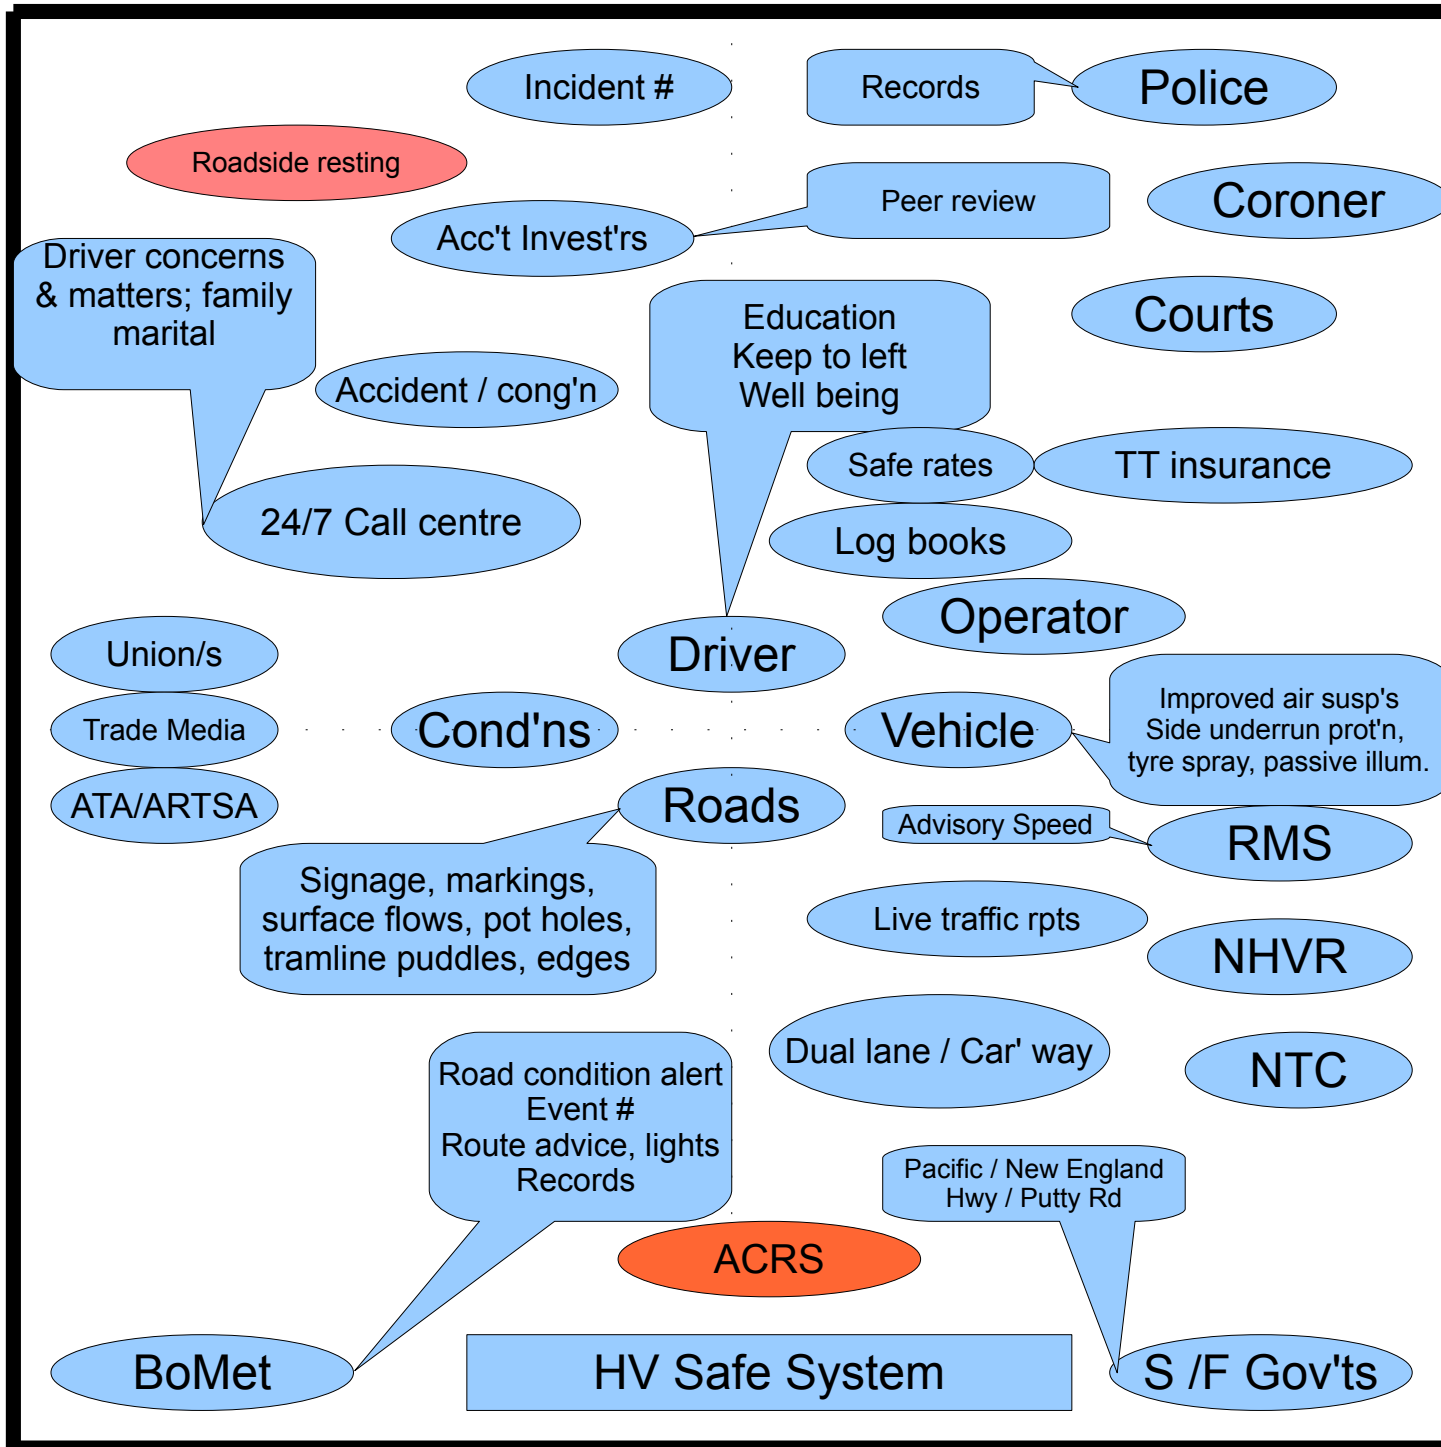 Incident #
Records
Police
Roadside resting
Peer review
Coroner
Acc't Invest'rs
Driver concerns
& matters; family
marital
Education
Keep to left
Well being
Courts
Accident / cong'n
Safe rates
TT insurance
24/7 Call centre
Log books
Operator
Union/s
Driver
Trade Media
Cond'ns
Vehicle
Improved air susp's
Side underrun prot'n,
tyre spray, passive illum.
ATA/ARTSA
Roads
Advisory Speed
RMS
Signage, markings,
surface flows, pot holes,
tramline puddles, edges
Live traffic rpts
NHVR
Road condition alert
Event #
Route advice, lights
Records
Dual lane / Car' way
NTC
Pacific / New England
Hwy / Putty Rd
ACRS
BoMet
HV Safe System
S /F Gov'ts